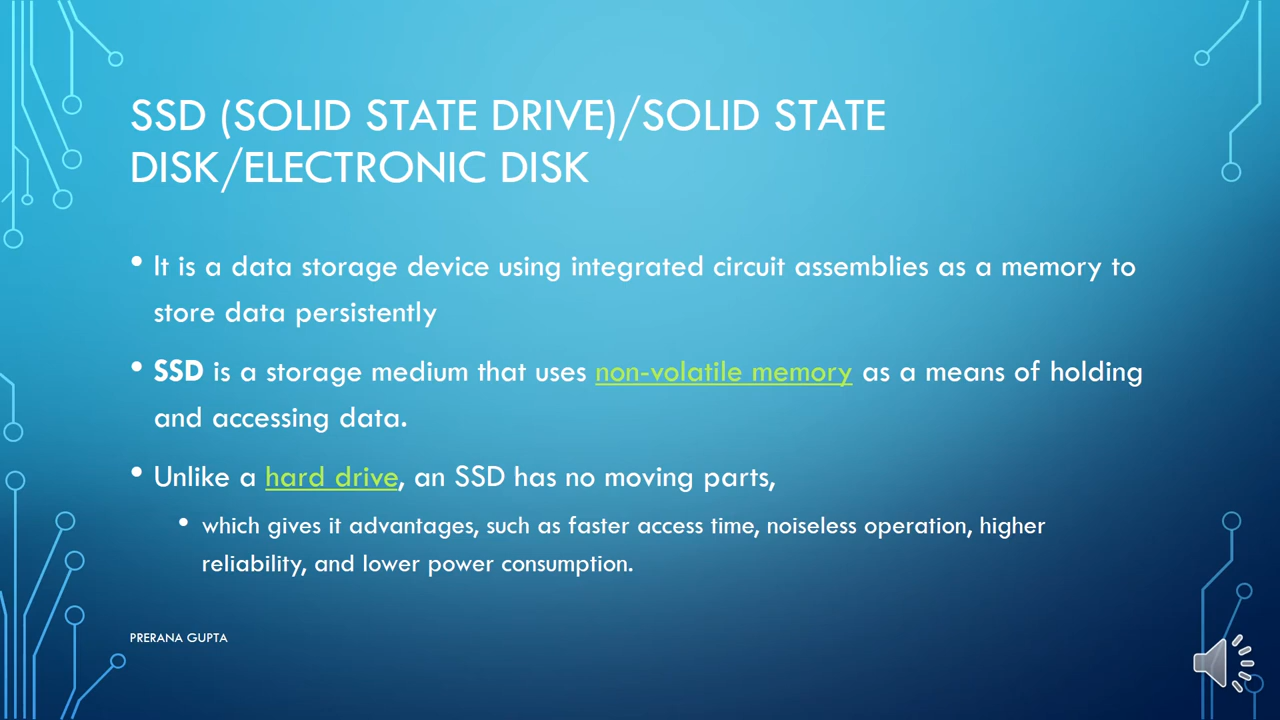 SSD (SOLID STATE DRIVE)/SOLID STATE
DISK/ELECTRONIC DISK
• It is a data storage device using integrated circuit assemblies as a memory to
store data persistently
• SSD is a storage medium that uses non-volatile memory as a means of holding
and accessing data.
• Unlike a hard drive, an SSD has no moving parts,
• which gives it advantages, such as faster access time, noiseless operation, higher
reliability, and lower power consumption.
PRERANA GUPTA